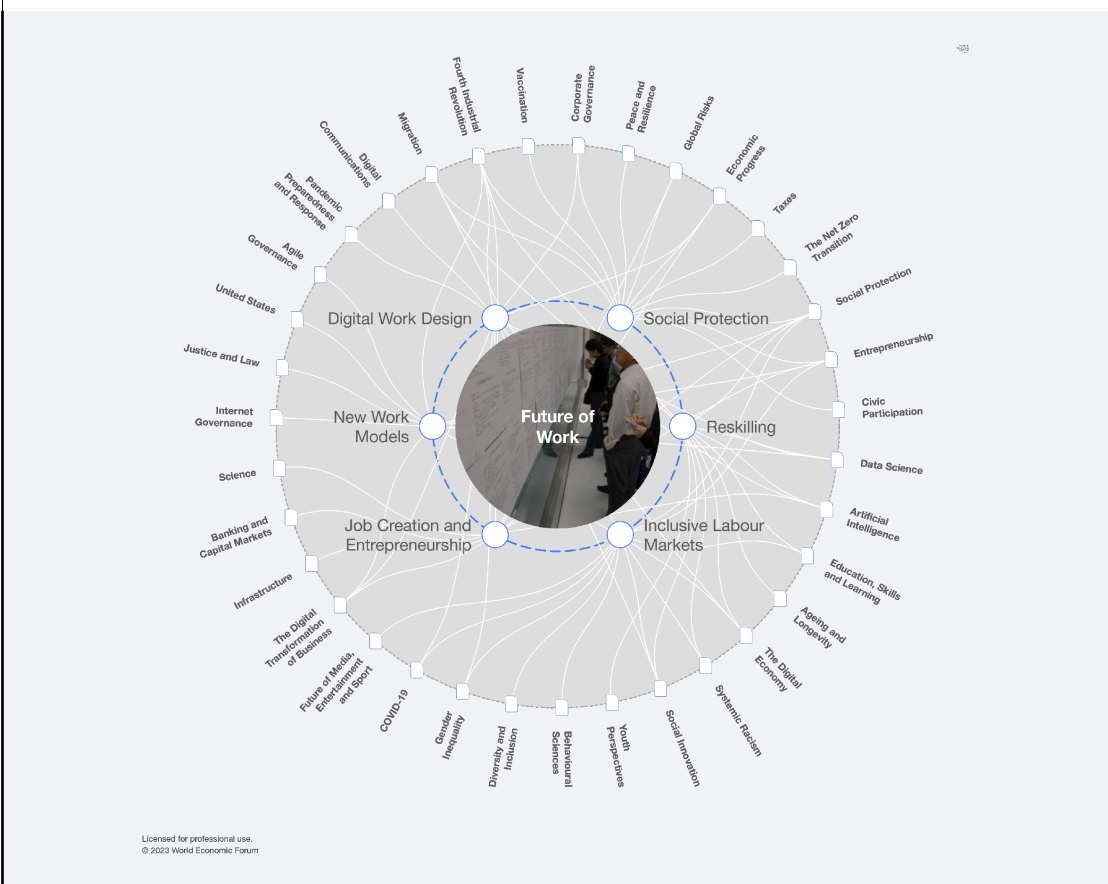 Fourth Industrial
Revolution
Vaccination
Corporate
Governance
Peace and
Resilience
Global Risks
Economic
Progress
Taxes
The Net Zero
Transition
Social Protection
Entrepreneurship
Civic
Participation
Data Science
Artificial
Intelligence
Education, Skills
and Learning
Ageing and
Longevity
The Digital
Economy
Systemic Racism
Social Innovation
Youth
Perspectives
Behavioural
Sciences
Diversity and
Inclusion
Gender
Inequality
COVID-19
Future of Media,
Entertainment
and Sport
The Digital
Transformation
of Business
Infrastructure
Banking and
Capital Markets
Science
Internet
Governance
Justice and Law
United States
Agile
Governance
Pandemic
Preparedness
and Response
Digital
Communications
Migration
Digital Work Design
Social Protection
New Work
Models
Future of
Work
Reskilling
Job Creation and
Entrepreneurship
Inclusive Labour
Markets
Licensed for professional use.
© 2023 World Economic Forum